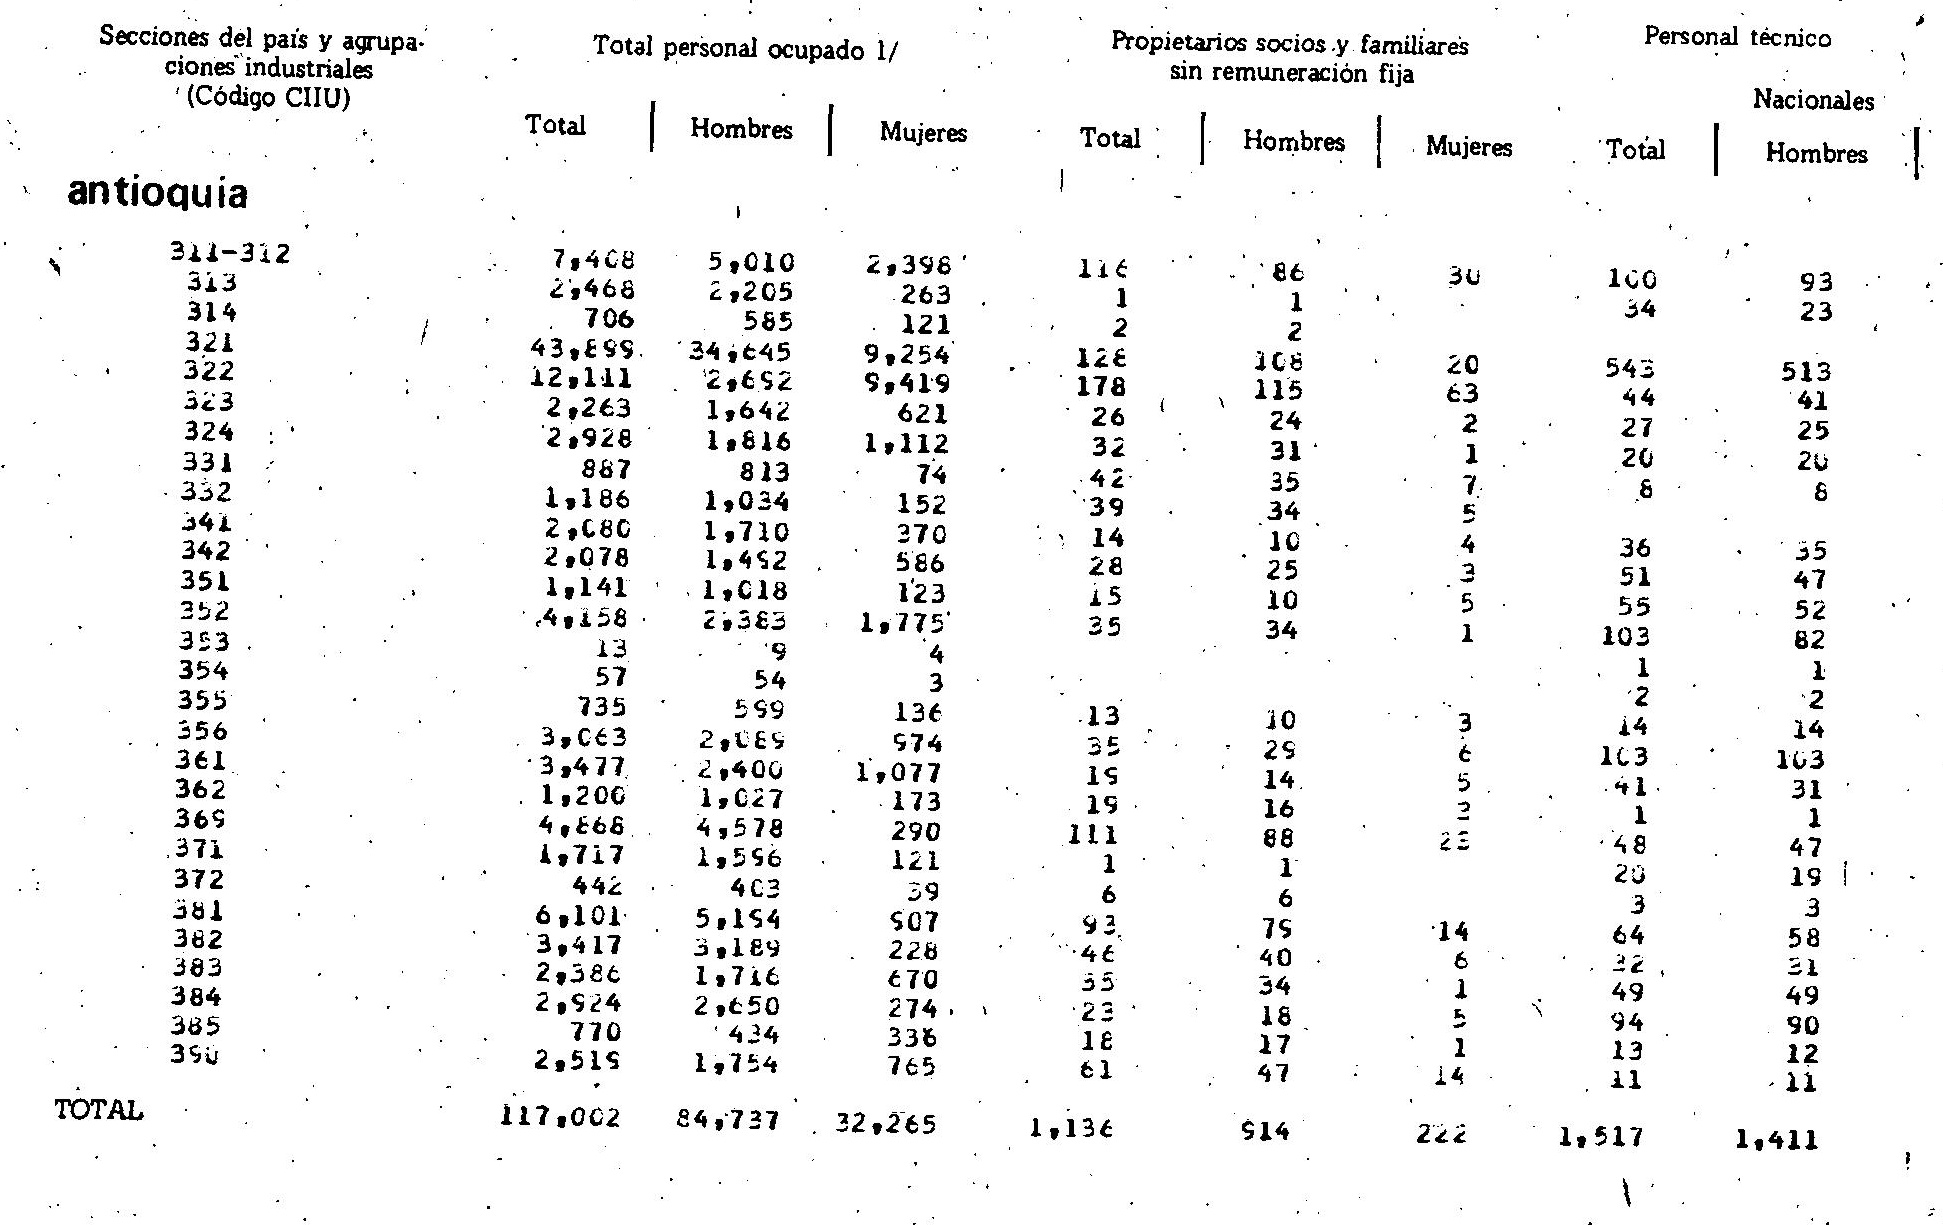 Secciones del país y agrupa- Total personal ocupado 1/ Propietarios socios y familiares Personal técnico
ciones industriales sin remuneración fija
(Código CIIU) Nacionales
Total Hombres Mujeres Total Hombres Mujeres Total Hombres
antioquia
311-312 7,408 5,010 2,398 116 86 30 100 93
313 2,468 2,205 263 1 1 34 23
314 706 585 121 2 2
321 43,899 34,645 9,254 128 108 20 543 513
322 12,111 2,692 9,419 178 115 63 44 41
323 2,263 1,642 621 26 24 2 27 25
324 2,928 1,816 1,112 32 31 1 20 20
331 887 813 74 42 35 7 8 8
332 1,186 1,034 152 39 34 5
341 2,080 1,710 370 14 10 4 36 35
342 2,078 1,492 586 28 25 3 51 47
351 1,141 1,018 123 15 10 5 55 52
352 4,158 2,383 1,775 35 34 1 103 82
353 13 9 4 1 1
354 57 54 3 2 2
355 735 599 136 13 10 3 14 14
356 3,063 2,089 974 35 29 6 103 103
361 3,477 2,400 1,077 19 14 5 41 31
362 1,200 1,027 173 19 16 3 1 1
369 4,868 4,578 290 111 88 23 48 47
371 1,717 1,596 121 1 1 20 19
372 442 403 39 6 6 3 3
381 6,101 5,194 907 93 79 14 64 58
382 3,417 3,189 228 46 40 6 32 31
383 2,386 1,716 670 35 34 1 49 49
384 2,924 2,650 274 23 18 5 94 90
385 770 434 336 18 17 1 13 12
390 2,519 1,754 765 61 47 14 11 11
TOTAL 117,002 84,737 32,265 1,136 914 222 1,517 1,411